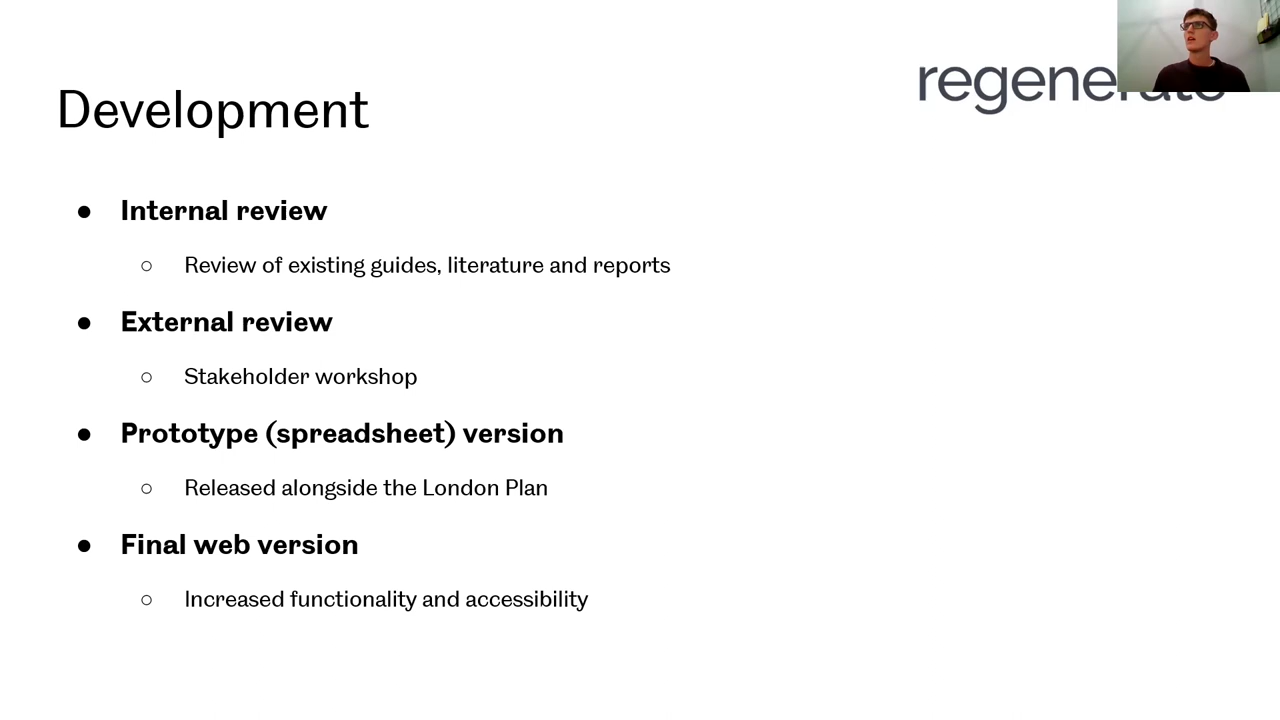 regenerate
Development
● Internal review
○ Review of existing guides, literature and reports
● External review
○ Stakeholder workshop
● Prototype (spreadsheet) version
○ Released alongside the London Plan
● Final web version
○ Increased functionality and accessibility